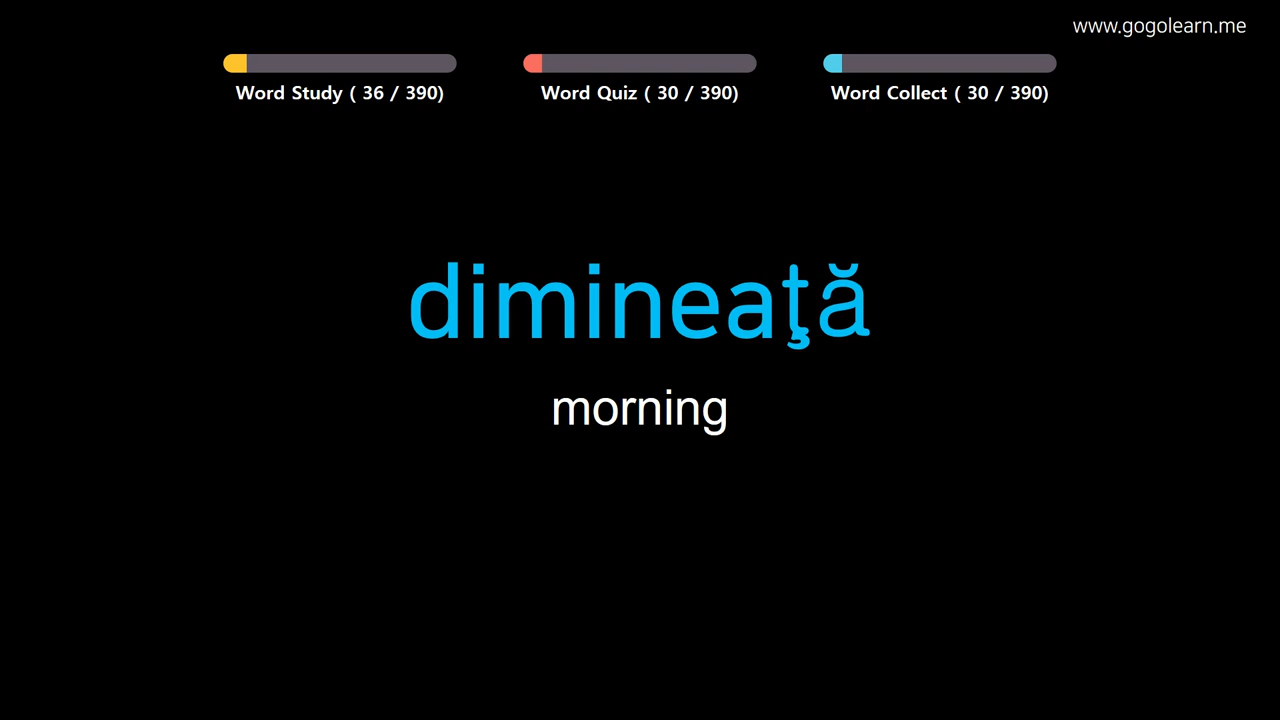 www.gogolearn.me
Word Study ( 36 / 390)
Word Quiz ( 30 / 390)
Word Collect ( 30 / 390)
dimineaţă
morning